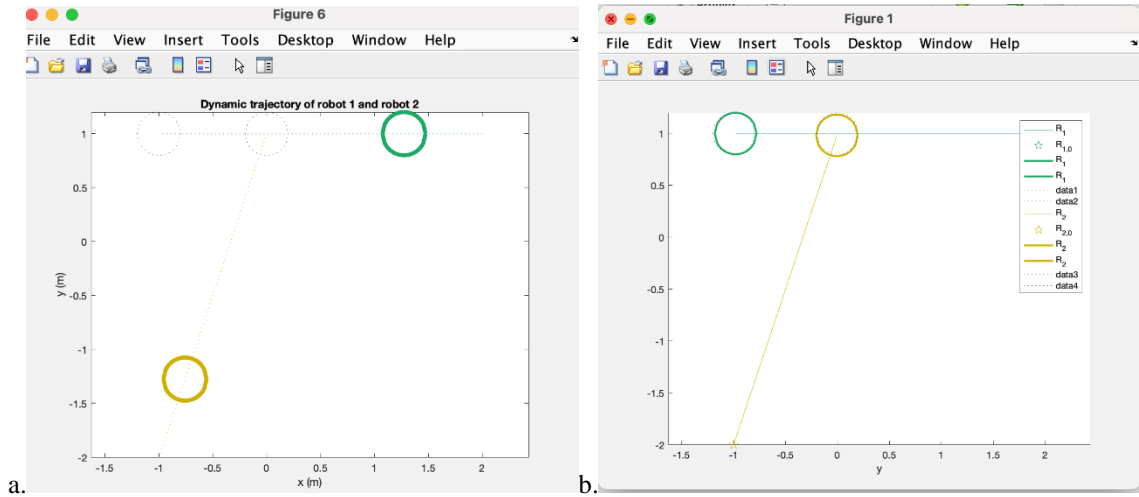 Figure 6
File Edit View Insert Tools Desktop Window Help
Dynamic trajectory of robot 1 and robot 2
1
0.5
0
-0.5
-1
-1.5
-2
y (m)
-1.5 -1 -0.5 0 0.5 1 1.5 2
x (m)
a.
Figure 1
File Edit View Insert Tools Desktop Window Help
1
0.5
0
-0.5
-1
-1.5
-2
-1.5 -1 -0.5 0 0.5 1 1.5 2
y
R1
R1,0
R1
R1
data1
data2
R2
R2,0
R2
R2
data3
data4
b.